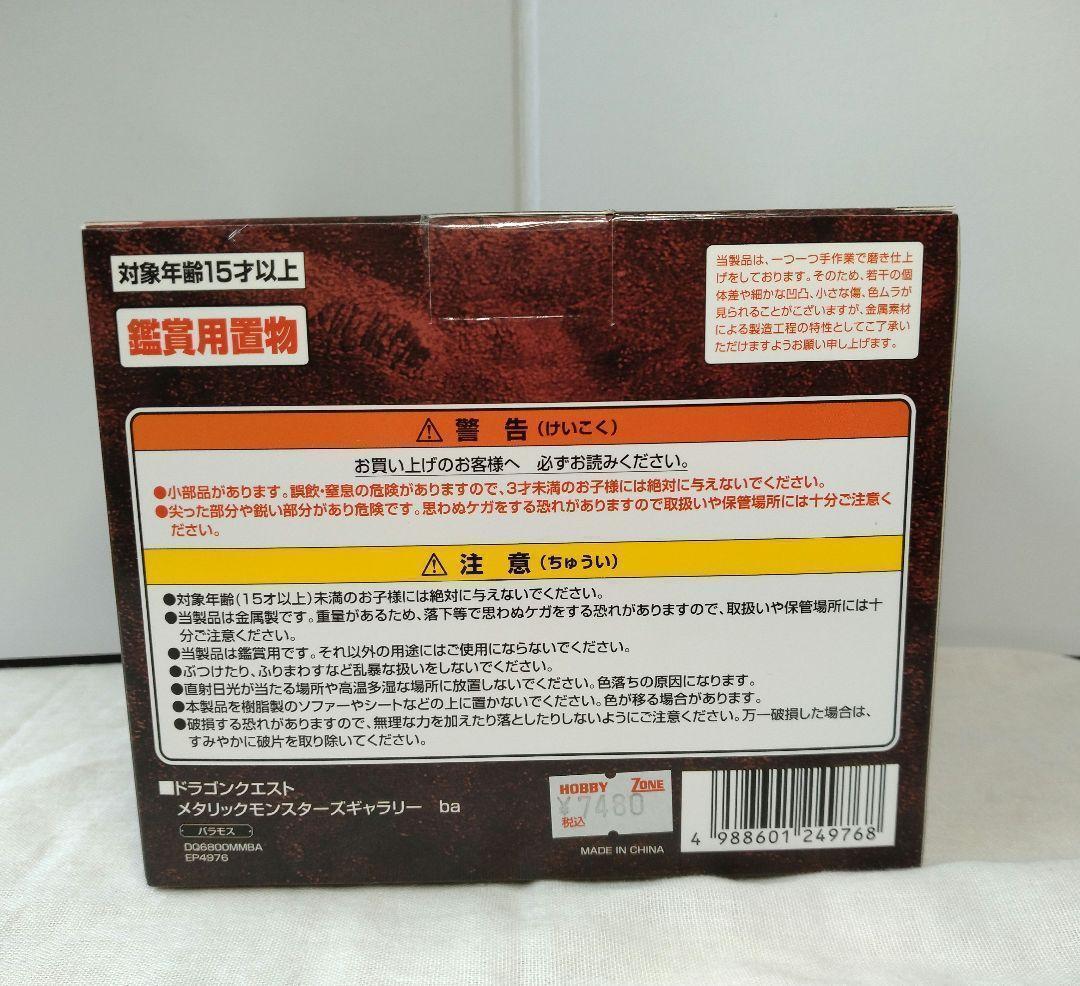 対象年齢15才以上
鑑賞用置物
当製品は、一つ一つ手作業で磨き仕上
げをしております。そのため、若干の個
体差や細かな凹凸、小さな傷、色ムラが
見られることがございますが、金属素材
による製造工程の特性としてご了承い
ただけますようお願い申し上げます。
⚠ 警 告(けいこく)
お買い上げのお客様へ 必ずお読みください。
●小部品があります。誤飲・窒息の危険がありますので、3才未満のお子様には絶対に与えないでください。
●尖った部分や鋭い部分があり危険です。思わぬケガをする恐れがありますので取扱いや保管場所には十分ご注意く
ださい。
⚠ 注 意(ちゅうい)
●対象年齢(15才以上)未満のお子様には絶対に与えないでください。
●当製品は金属製です。重量があるため、落下等で思わぬケガをする恐れがありますので、取扱いや保管場所には十
分ご注意ください。
●当製品は鑑賞用です。それ以外の用途にはご使用にならないでください。
●ぶつけたり、ふりまわすなど乱暴な扱いをしないでください。
●直射日光が当たる場所や高温多湿な場所に放置しないでください。色落ちの原因になります。
●本製品を樹脂製のソファーやシートなどの上に置かないでください。色が移る場合があります。
●破損する恐れがありますので、無理な力を加えたり落としたりしないようにご注意ください。万一破損した場合は、
すみやかに破片を取り除いてください。
■ドラゴンクエスト
メタリックモンスターズギャラリー ba
バラモス
DQ6800MMBA
EP4976
HOBBY ZONE
¥7480
税込
MADE IN CHINA
4 988601 249768